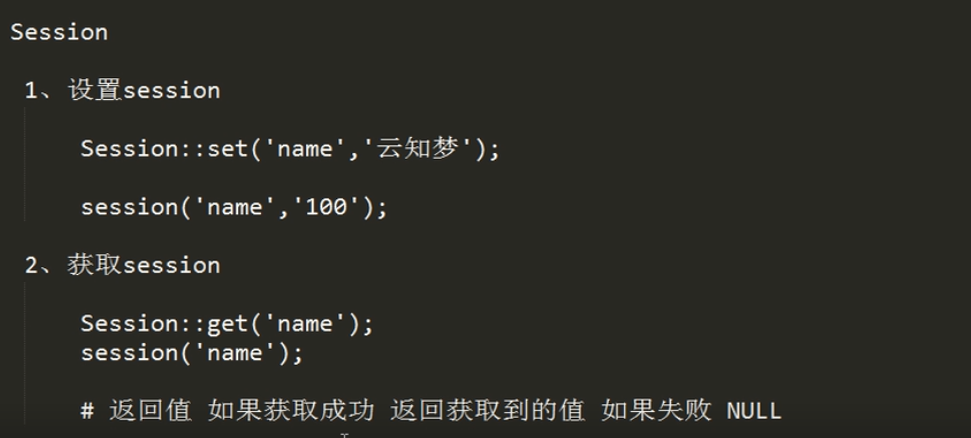 Session
1、设置session
Session::set('name','云知梦');
session('name','100');
2、获取session
Session::get('name');
session('name');
# 返回值 如果获取成功 返回获取到的值 如果失败 NULL